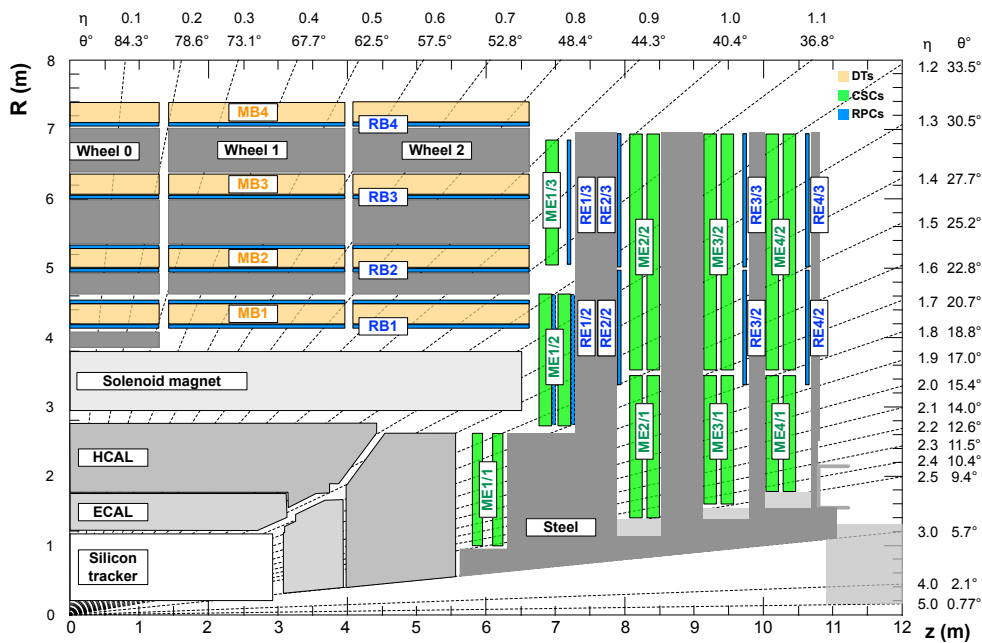 η 0.1 0.2 0.3 0.4 0.5 0.6 0.7 0.8 0.9 1.0 1.1
θ° 84.3° 78.6° 73.1° 67.7° 62.5° 57.5° 52.8° 48.4° 44.3° 40.4° 36.8° η θ°
R (m)
8
7
6
5
4
3
2
1
0
1.2 33.5°
1.3 30.5°
1.4 27.7°
1.5 25.2°
1.6 22.8°
1.7 20.7°
1.8 18.8°
1.9 17.0°
2.0 15.4°
2.1 14.0°
2.2 12.6°
2.3 11.5°
2.4 10.4°
2.5 9.4°
3.0 5.7°
4.0 2.1°
5.0 0.77°
DTs
CSCs
RPCs
MB4
RB4
Wheel 0 Wheel 1 Wheel 2
MB3
RB3
MB2
RB2
MB1
RB1
Solenoid magnet
HCAL
ECAL
Silicon
tracker
Steel
ME1/3
RE1/3
RE2/3
ME2/2
ME3/2
RE3/3
ME4/2
RE4/3
ME1/2
RE1/2
RE2/2
RE3/2
RE4/2
ME1/1
ME2/1
ME3/1
ME4/1
0 1 2 3 4 5 6 7 8 9 10 11 12
z (m)